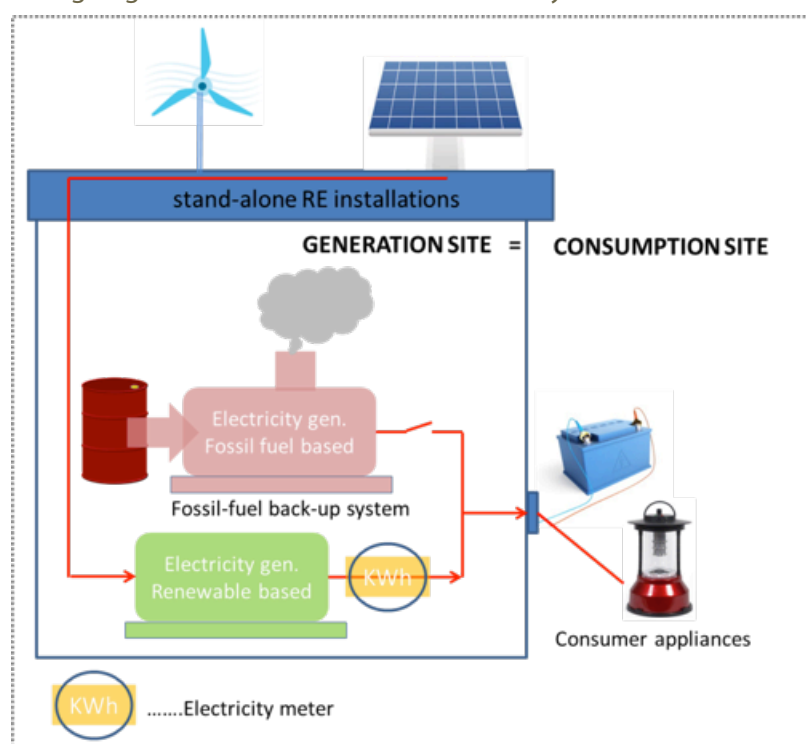 stand-alone RE installations
GENERATION SITE = CONSUMPTION SITE
Electricity gen.
Fossil fuel based
Fossil-fuel back-up system
Electricity gen.
Renewable based
KWh
Consumer appliances
KWh
.......Electricity meter